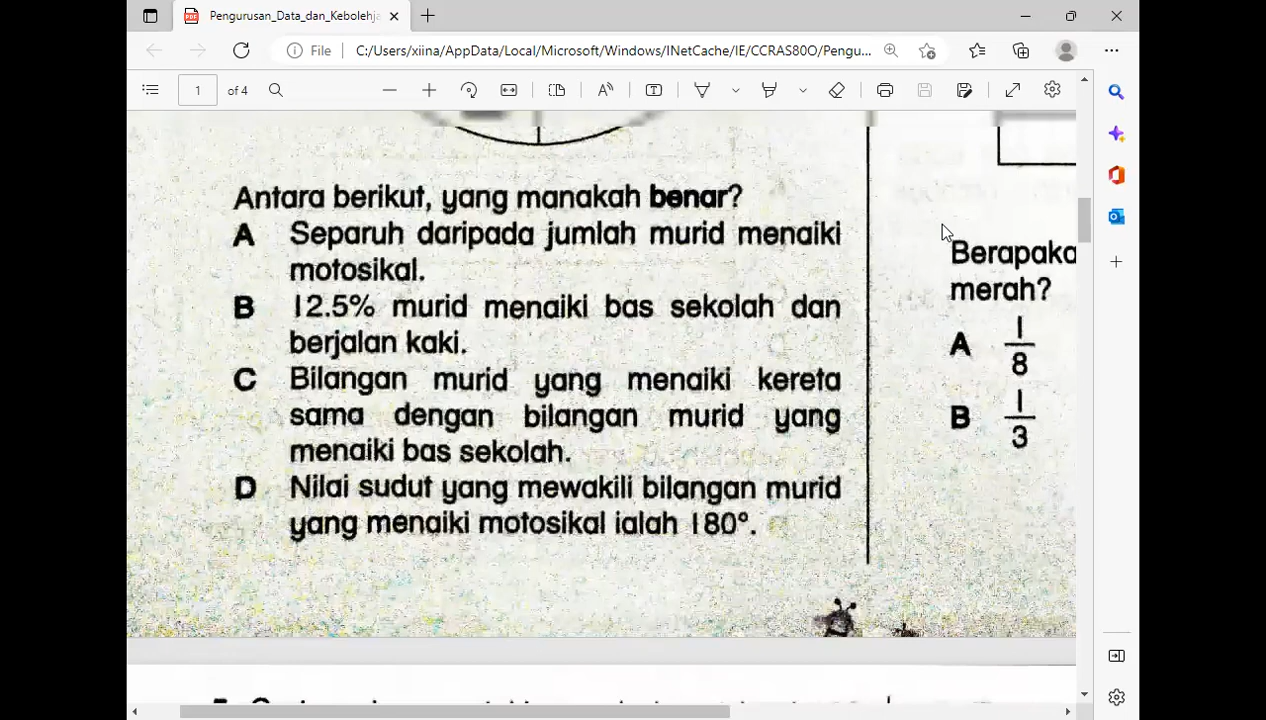 Pengurusan_Data_dan_Kebolehja
File C:/Users/xiina/AppData/Local/Microsoft/Windows/INetCache/IE/CCRAS80O/Pengu...
1 of 4
Antara berikut, yang manakah benar?
A Separuh daripada jumlah murid menaiki
motosikal.
B 12.5% murid menaiki bas sekolah dan
berjalan kaki.
C Bilangan murid yang menaiki kereta
sama dengan bilangan murid yang
menaiki bas sekolah.
D Nilai sudut yang mewakili bilangan murid
yang menaiki motosikal ialah 180°.
Berapaka
merah?
A 1/8
B 1/3